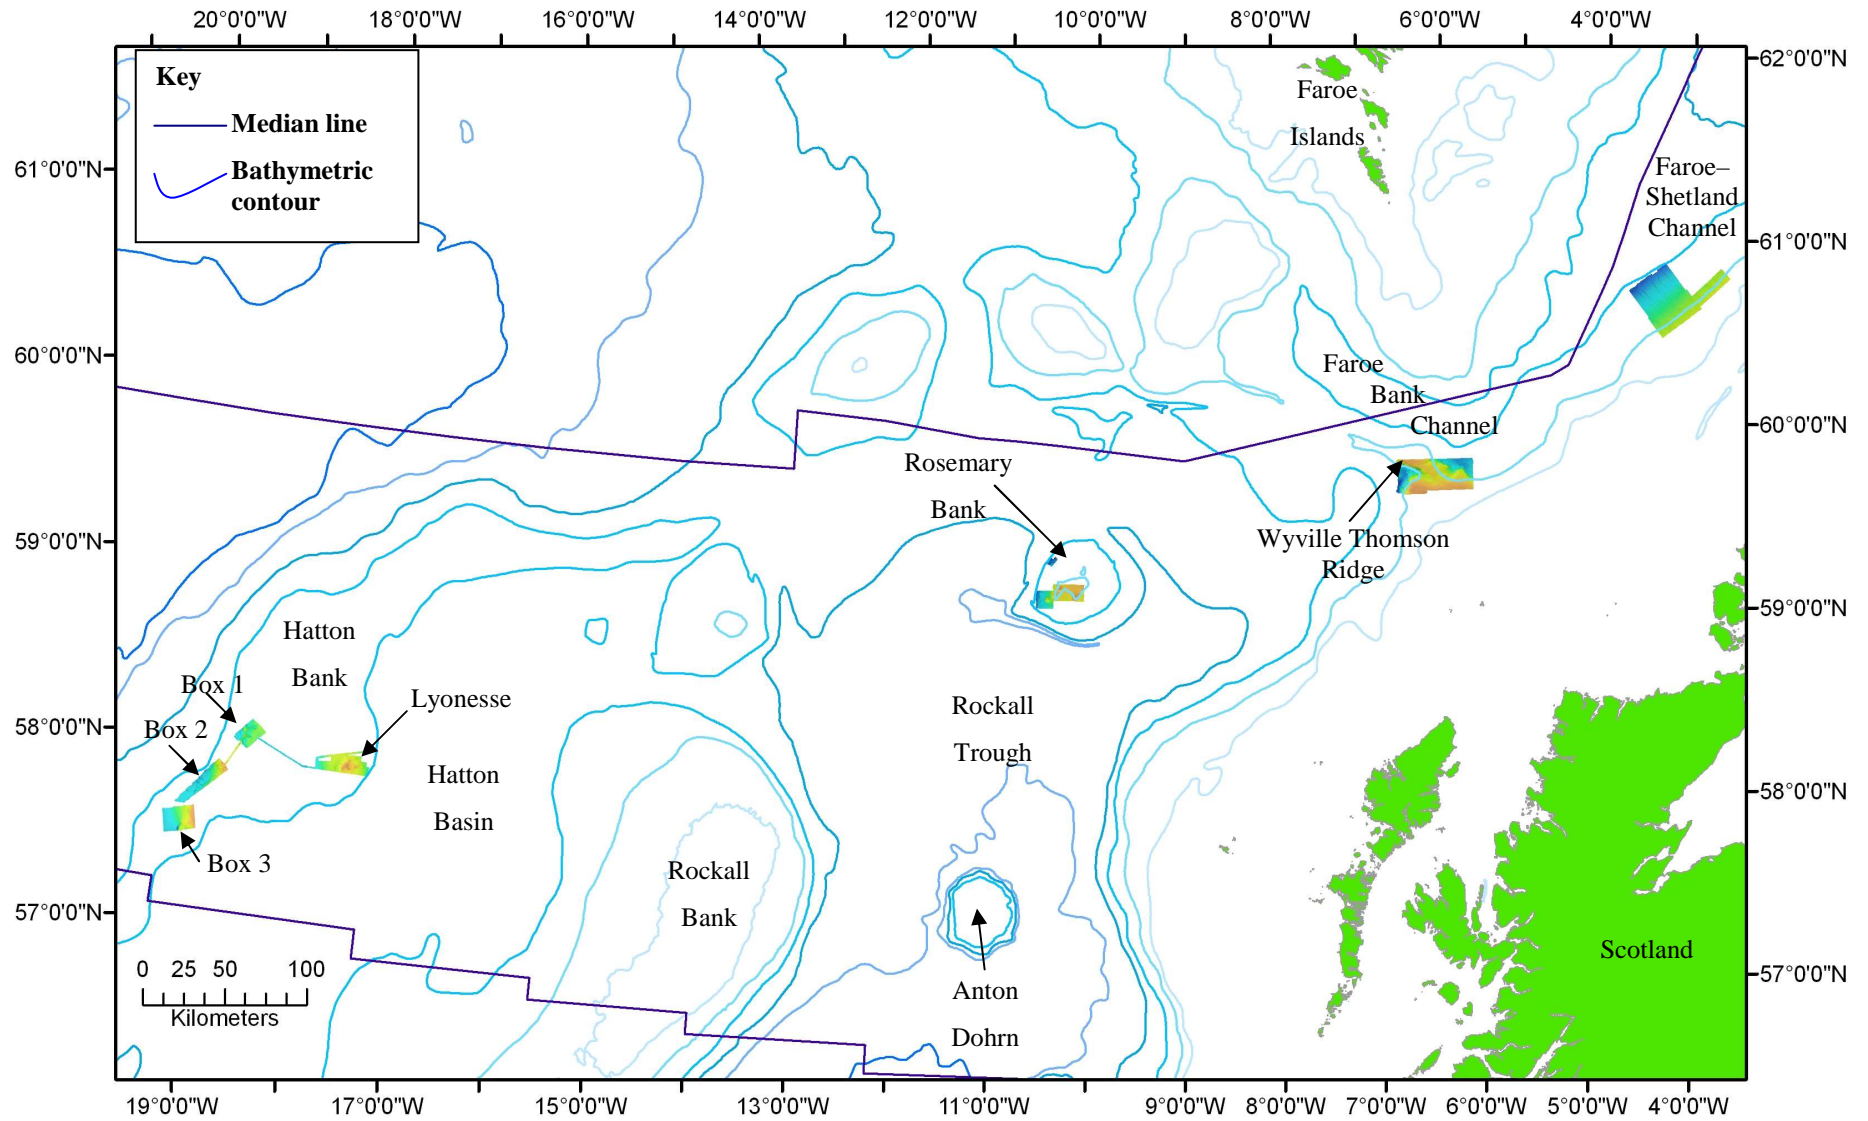 20°0'0"W 18°0'0"W 16°0'0"W 14°0'0"W 12°0'0"W 10°0'0"W 8°0'0"W 6°0'0"W 4°0'0"W
Key
Median line
Bathymetric
contour
62°0'0"N
61°0'0"N
60°0'0"N
59°0'0"N
58°0'0"N
57°0'0"N
61°0'0"N
60°0'0"N
59°0'0"N
58°0'0"N
57°0'0"N
Faroe
Islands
Faroe–
Shetland
Channel
Faroe
Bank
Channel
Rosemary
Bank
Wyville Thomson
Ridge
Hatton
Bank
Box 1
Box 2
Lyonesse
Box 3
Hatton
Basin
Rockall
Trough
Rockall
Bank
Anton
Dohrn
Scotland
0 25 50 100
Kilometers
19°0'0"W 17°0'0"W 15°0'0"W 13°0'0"W 11°0'0"W 9°0'0"W 8°0'0"W 7°0'0"W 6°0'0"W 5°0'0"W 4°0'0"W